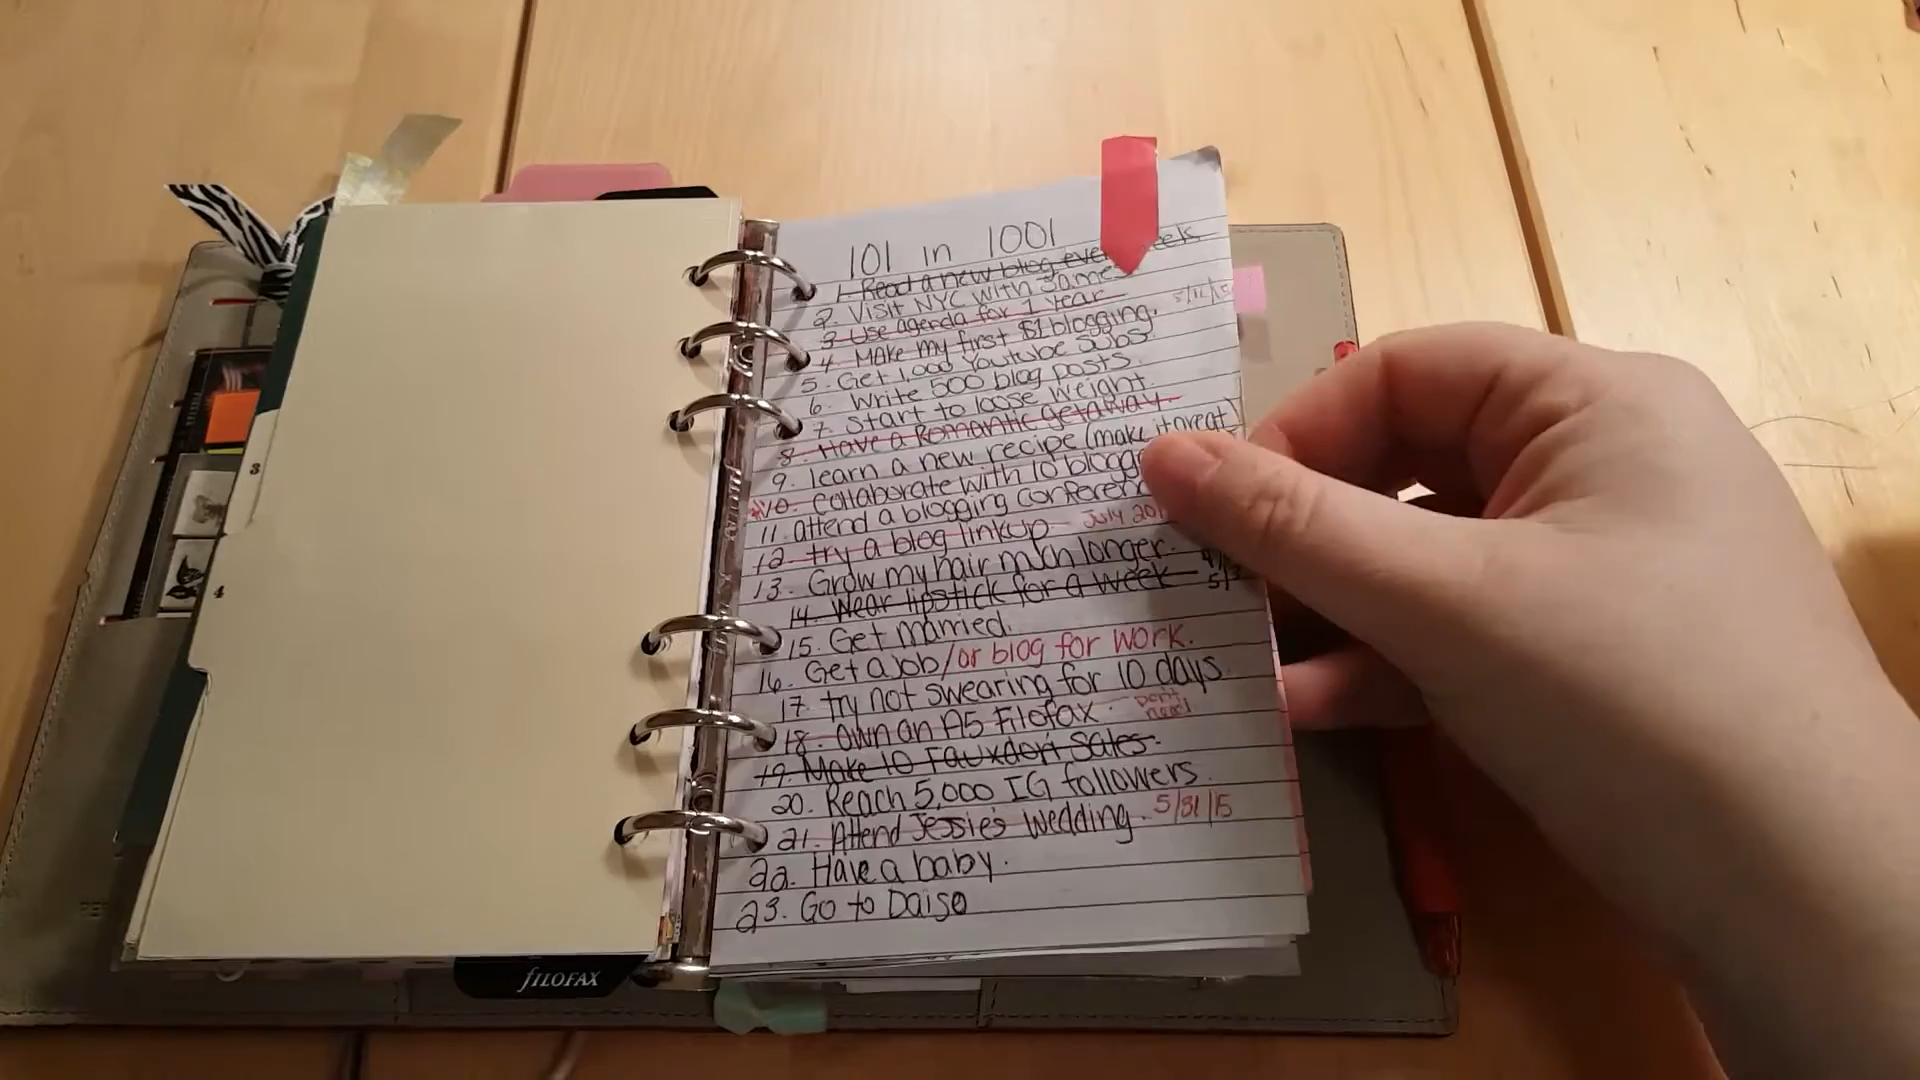 101 in 1001
1. Read a new blog every
2. Visit NYC with James
3. Use agenda for 1 year
4. Make my first $1 blogging.
5. Get 1,000 Youtube Subs.
6. Write 500 blog posts.
7. Start to loose weight.
8. Have a Romantic getaway.
9. learn a new recipe (make it great)
10. Collaborate with 10
11. attend a blogging
12. try a blog linkup July
13. Grow my hair much longer.
14. Wear lipstick for a week
15. Get married.
16. Get a job/or blog for work.
17. try not swearing for 10 days.
18. own an A5 Filofax. Don't need!
19. Make 10 Fauxdori Sales.
20. Reach 5,000 IG followers.
21. Attend Jessie's Wedding. 5/31/15
22. Have a baby.
23. Go to Daiso
3
4
fILOFAX